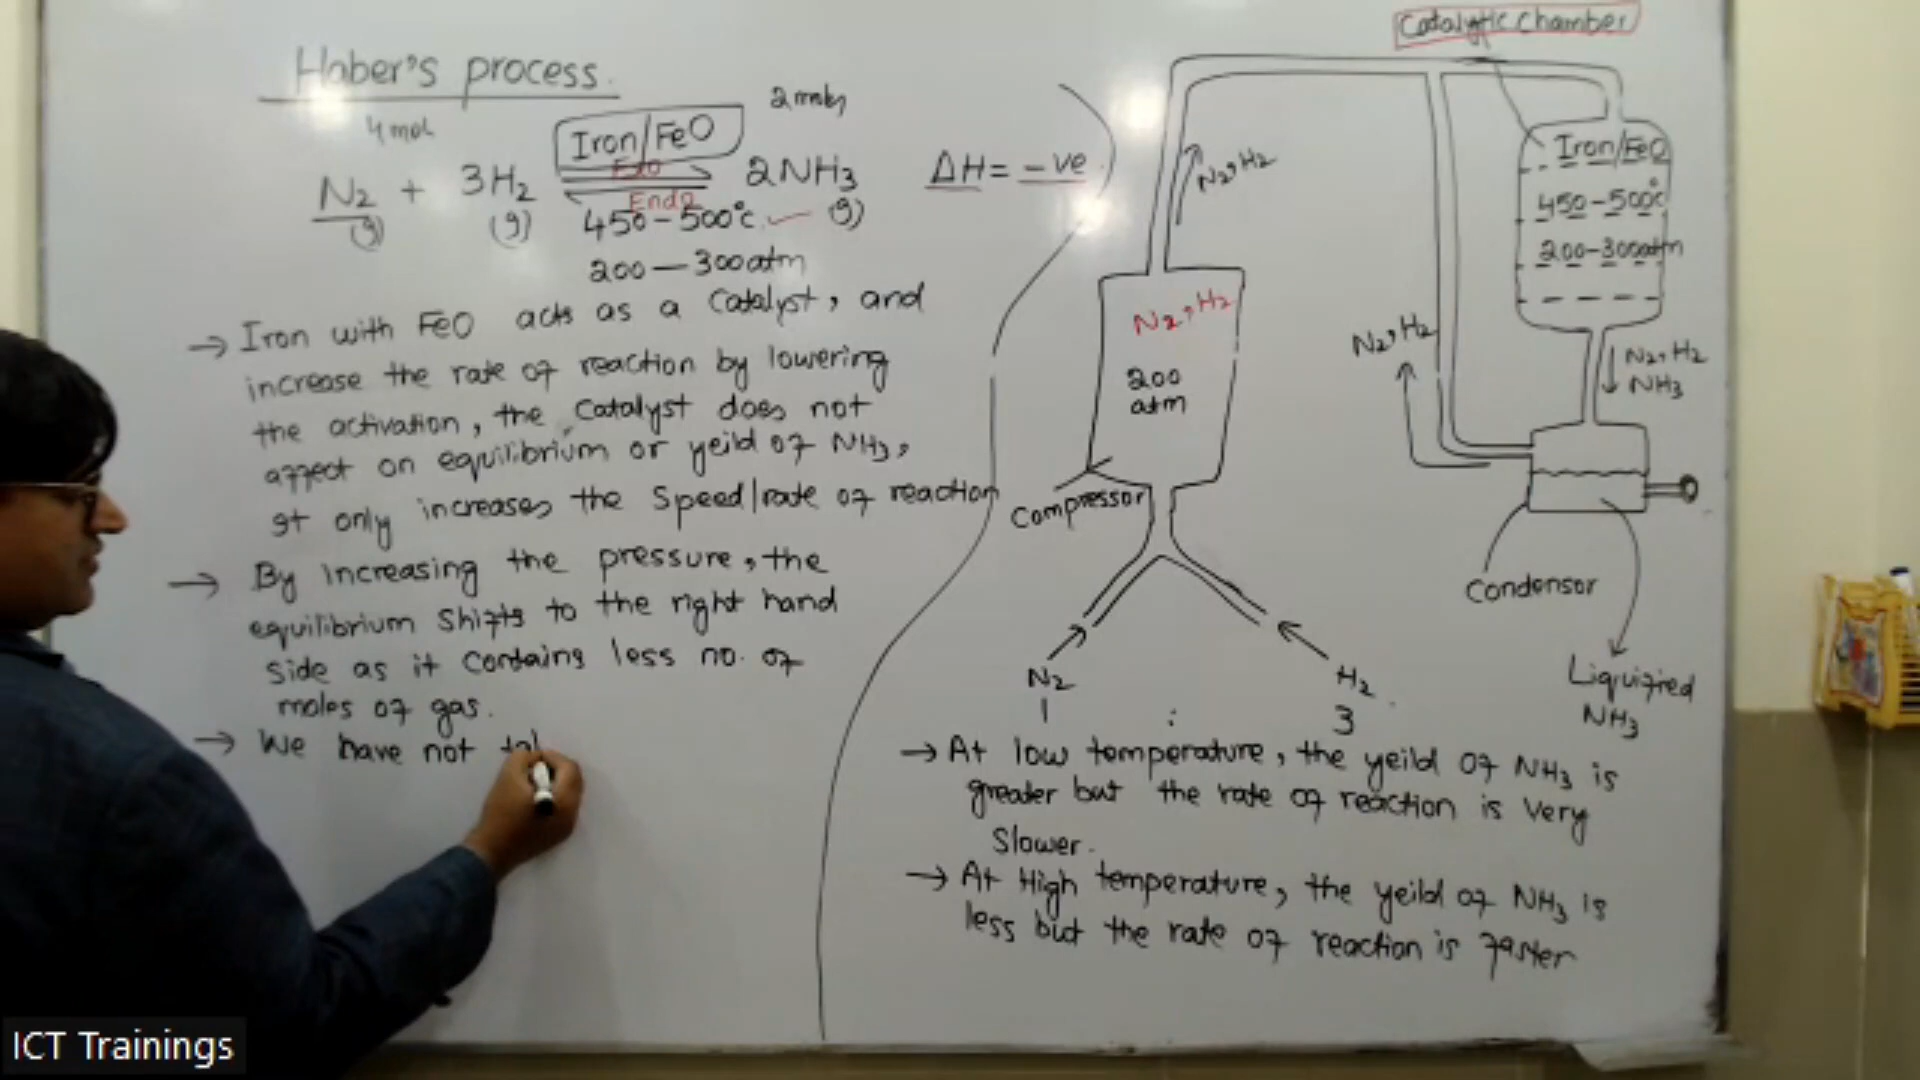 Haber's process.
4 mol
2 moles
Iron/FeO
N2 + 3H2
Exo
Endo
2NH3
ΔH = -ve
(g)
(g)
450-500°c
(g)
200-300atm
→ Iron with FeO acts as a Catalyst, and
increase the rate of reaction by lowering
the activation, the Catalyst does not
affect on equilibrium or yeild of NH3,
It only increases the Speed/rate of reaction
→ By increasing the pressure, the
equilibrium Shifts to the right hand
side as it Contains less no. of
moles of gas.
→ We have not
Catalytic Chamber
N2, H2
Iron/FeO
450-500°c
200-300atm
N2, H2
200
atm
N2, H2
N2, H2
NH3
Compressor
Condensor
N2
1
:
H2
3
Liquified
NH3
→ At low temperature, the yeild of NH3 is
greater but the rate of reaction is very
Slower.
→ At High temperature, the yeild of NH3 is
less but the rate of reaction is faster
ICT Trainings